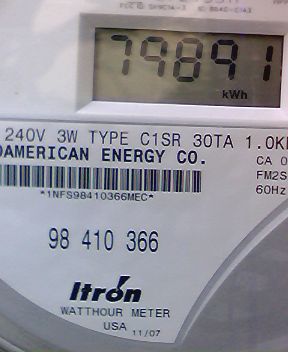 79891
kWh
240V 3W TYPE C1SR 30TA 1.0
AMERICAN ENERGY CO.
CA
FM2S
60Hz
*1NFS98410366MEC*
98 410 366
Itron
WATTHOUR METER
USA 11/07